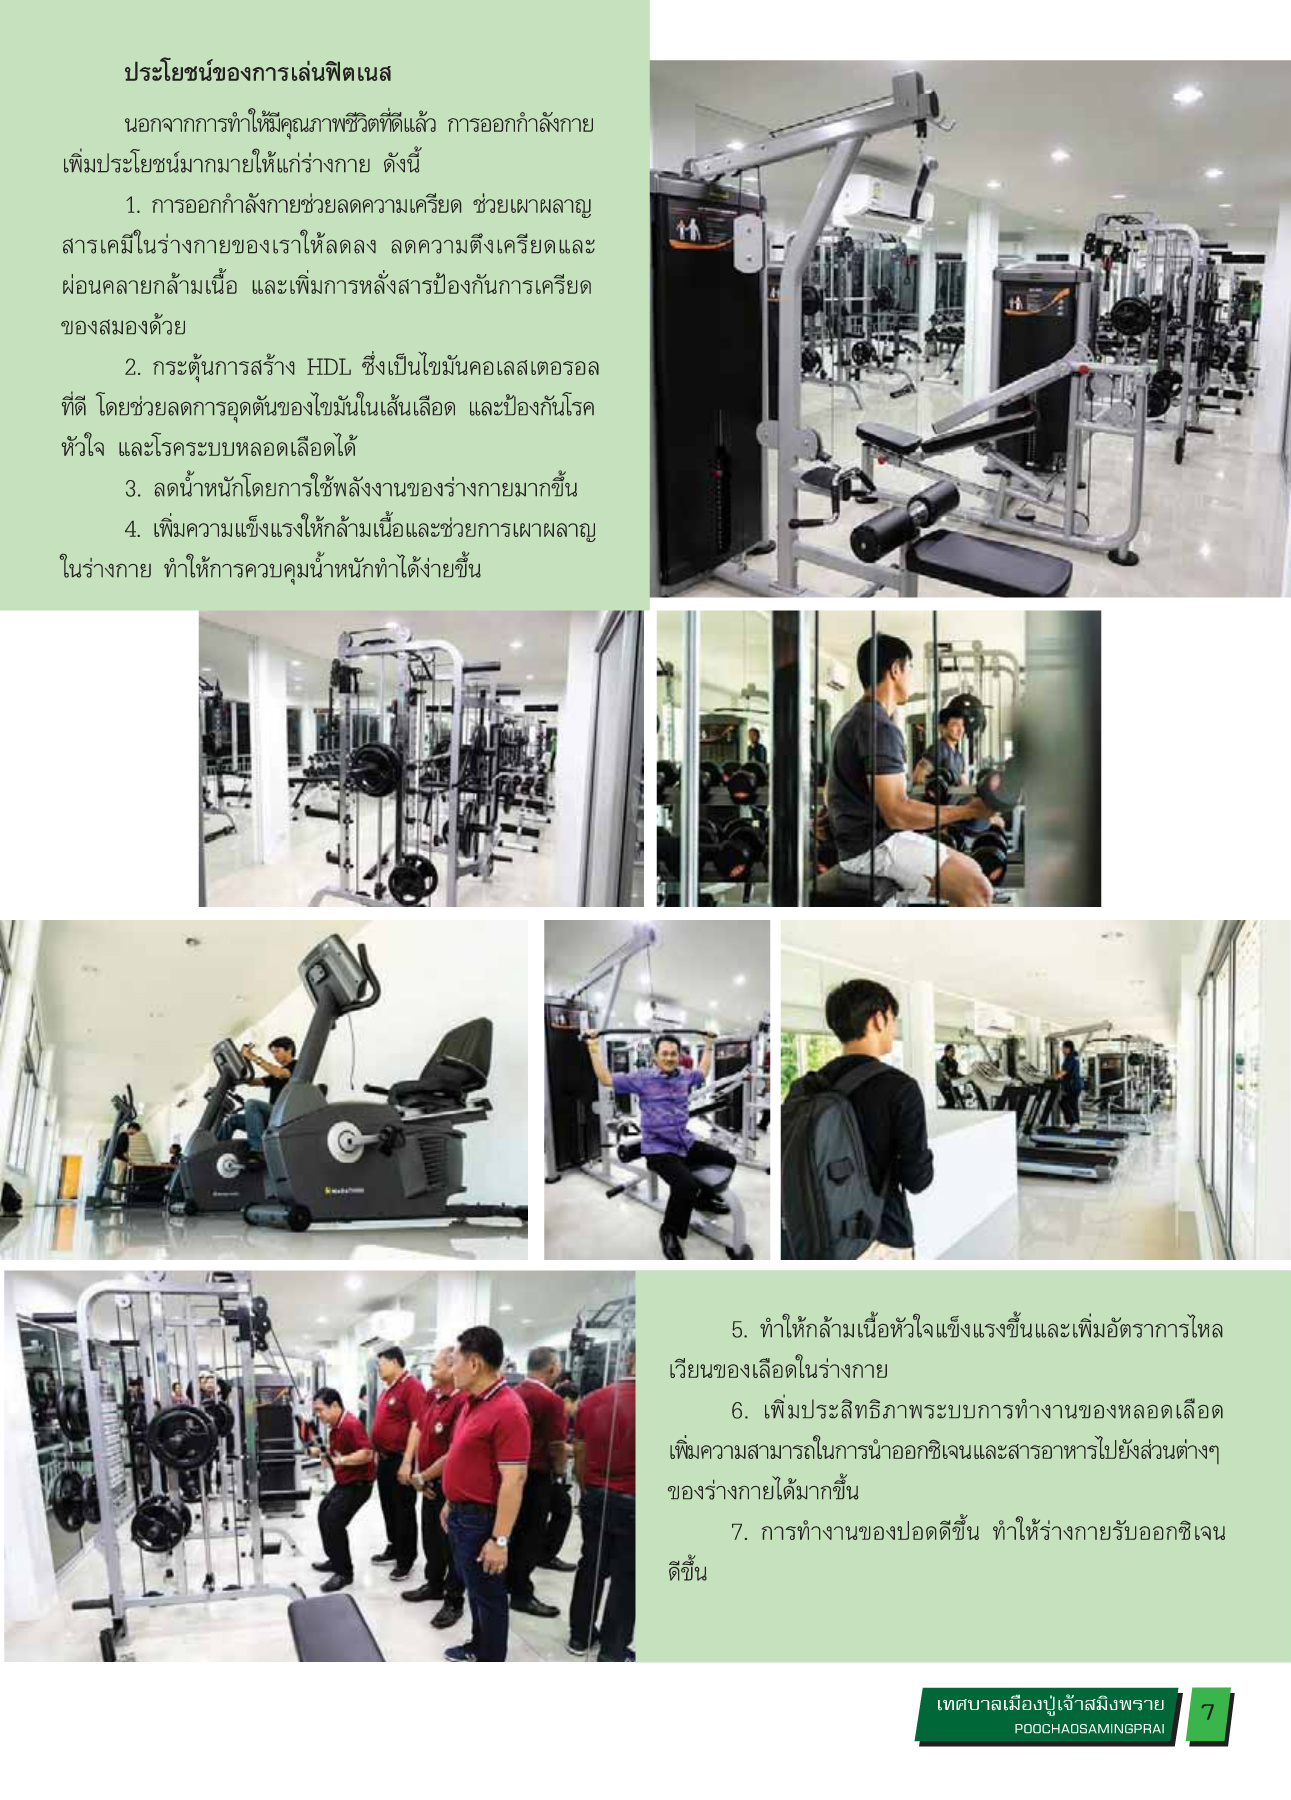 ประโยชน์ของการเล่นฟิตเนส
นอกจากการทำให้มีคุณภาพชีวิตที่ดีแล้ว การออกกำลังกาย
เพิ่มประโยชน์มากมายให้แก่ร่างกาย ดังนี้
1. การออกกำลังกายช่วยลดความเครียด ช่วยเผาผลาญ
สารเคมีในร่างกายของเราให้ลดลง ลดความตึงเครียดและ
ผ่อนคลายกล้ามเนื้อ และเพิ่มการหลั่งสารป้องกันการเครียด
ของสมองด้วย
2. กระตุ้นการสร้าง HDL ซึ่งเป็นไขมันคอเลสเตอรอล
ที่ดี โดยช่วยลดการอุดตันของไขมันในเส้นเลือด และป้องกันโรค
หัวใจ และโรคระบบหลอดเลือดได้
3. ลดน้ำหนักโดยการใช้พลังงานของร่างกายมากขึ้น
4. เพิ่มความแข็งแรงให้กล้ามเนื้อและช่วยการเผาผลาญ
ในร่างกาย ทำให้การควบคุมน้ำหนักทำได้ง่ายขึ้น
5. ทำให้กล้ามเนื้อหัวใจแข็งแรงขึ้นและเพิ่มอัตราการไหล
เวียนของเลือดในร่างกาย
6. เพิ่มประสิทธิภาพระบบการทำงานของหลอดเลือด
เพิ่มความสามารถในการนำออกซิเจนและสารอาหารไปยังส่วนต่างๆ
ของร่างกายได้มากขึ้น
7. การทำงานของปอดดีขึ้น ทำให้ร่างกายรับออกซิเจน
ดีขึ้น
เทศบาลเมืองปู่เจ้าสมิงพราย
POOCHAOSAMINGPRAI
7